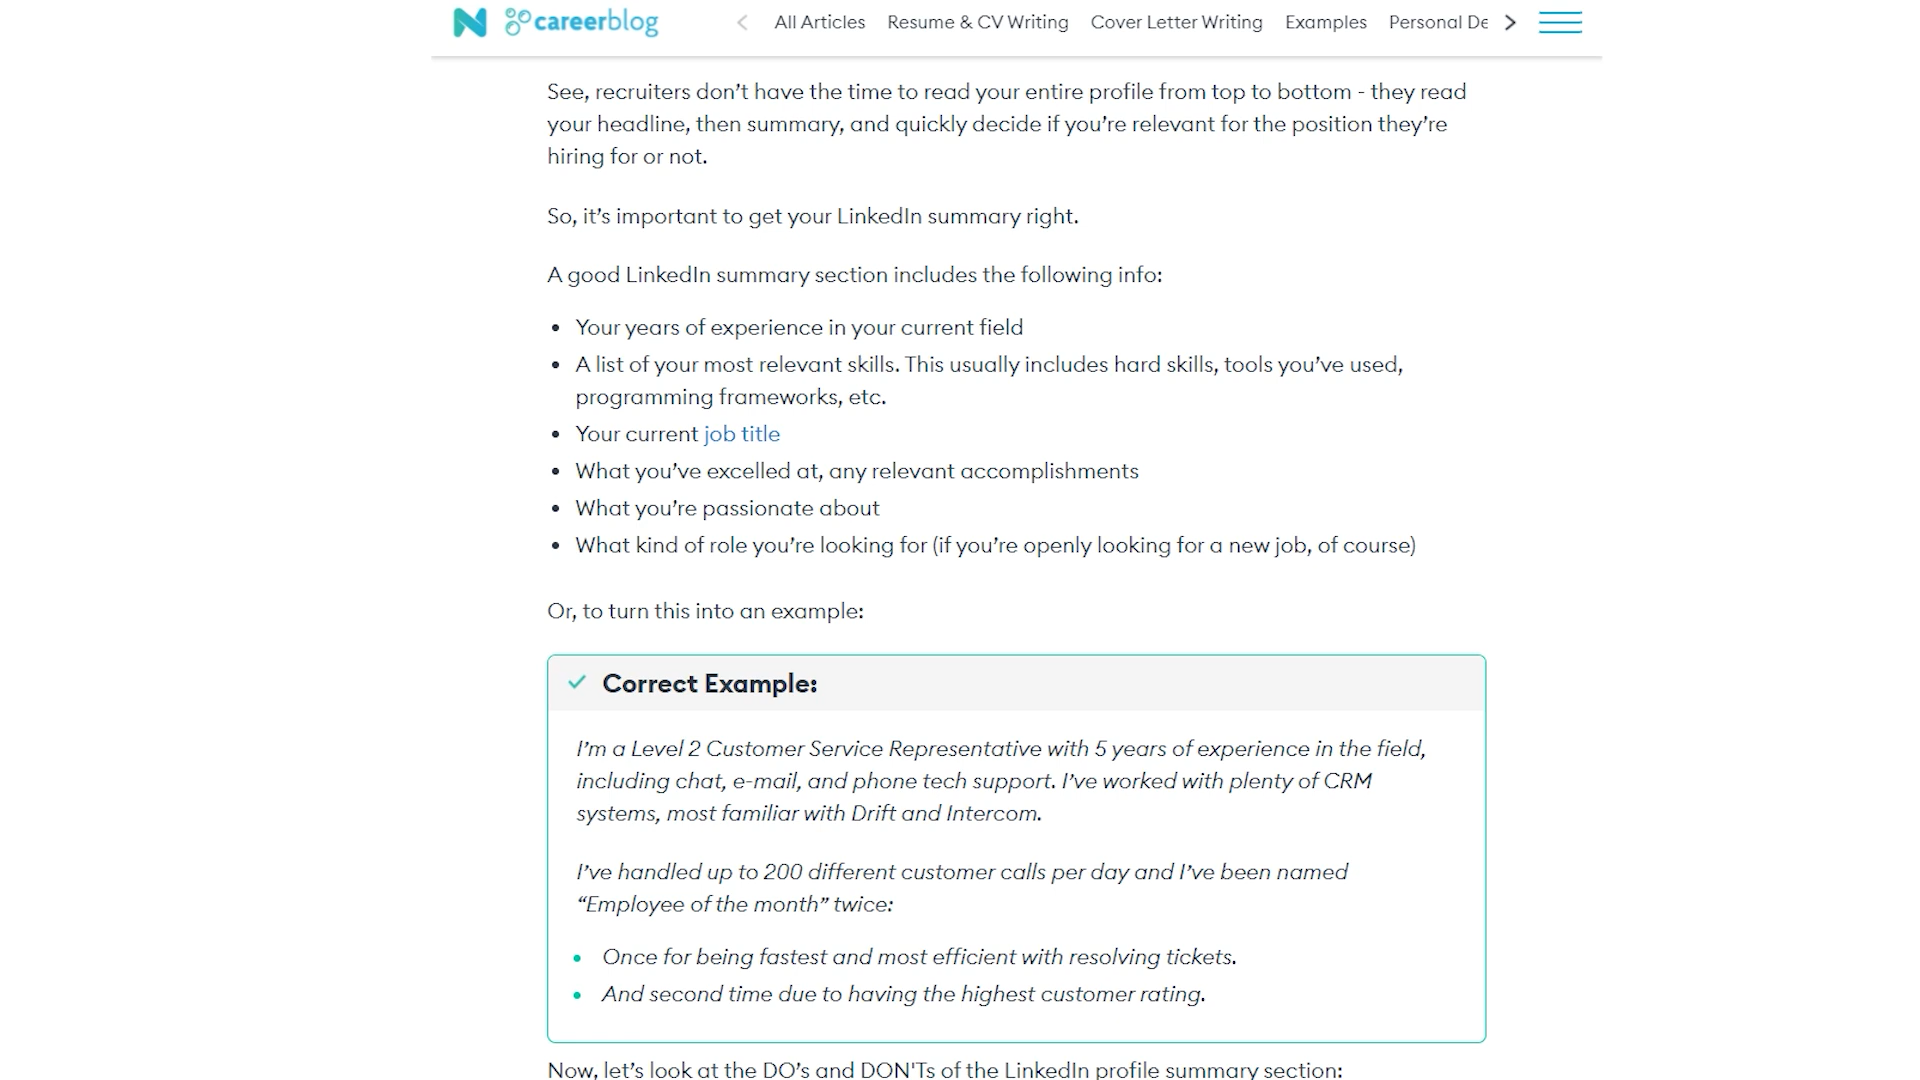 careerblog
All Articles Resume & CV Writing Cover Letter Writing Examples Personal De
See, recruiters don’t have the time to read your entire profile from top to bottom - they read
your headline, then summary, and quickly decide if you’re relevant for the position they’re
hiring for or not.
So, it’s important to get your LinkedIn summary right.
A good LinkedIn summary section includes the following info:
• Your years of experience in your current field
• A list of your most relevant skills. This usually includes hard skills, tools you’ve used,
programming frameworks, etc.
• Your current job title
• What you’ve excelled at, any relevant accomplishments
• What you’re passionate about
• What kind of role you’re looking for (if you’re openly looking for a new job, of course)
Or, to turn this into an example:
Correct Example:
I’m a Level 2 Customer Service Representative with 5 years of experience in the field,
including chat, e-mail, and phone tech support. I’ve worked with plenty of CRM
systems, most familiar with Drift and Intercom.
I’ve handled up to 200 different customer calls per day and I’ve been named
“Employee of the month” twice:
• Once for being fastest and most efficient with resolving tickets.
• And second time due to having the highest customer rating.
Now, let’s look at the DO’s and DON'Ts of the LinkedIn profile summary section: